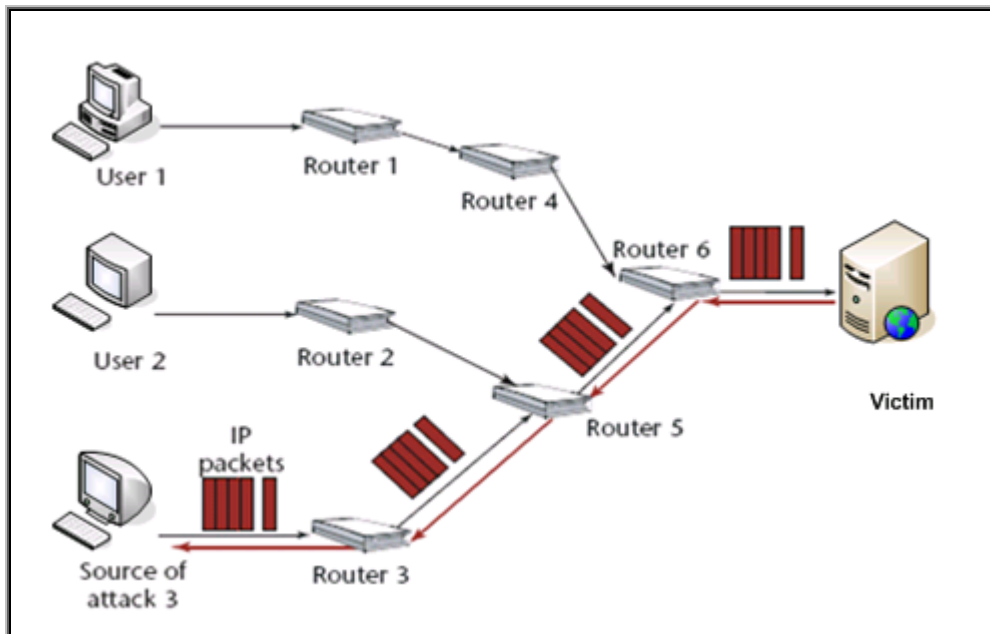 User 1
Router 1
Router 4
Router 6
User 2
Router 2
Router 5
Victim
IP
packets
Source of
attack 3
Router 3